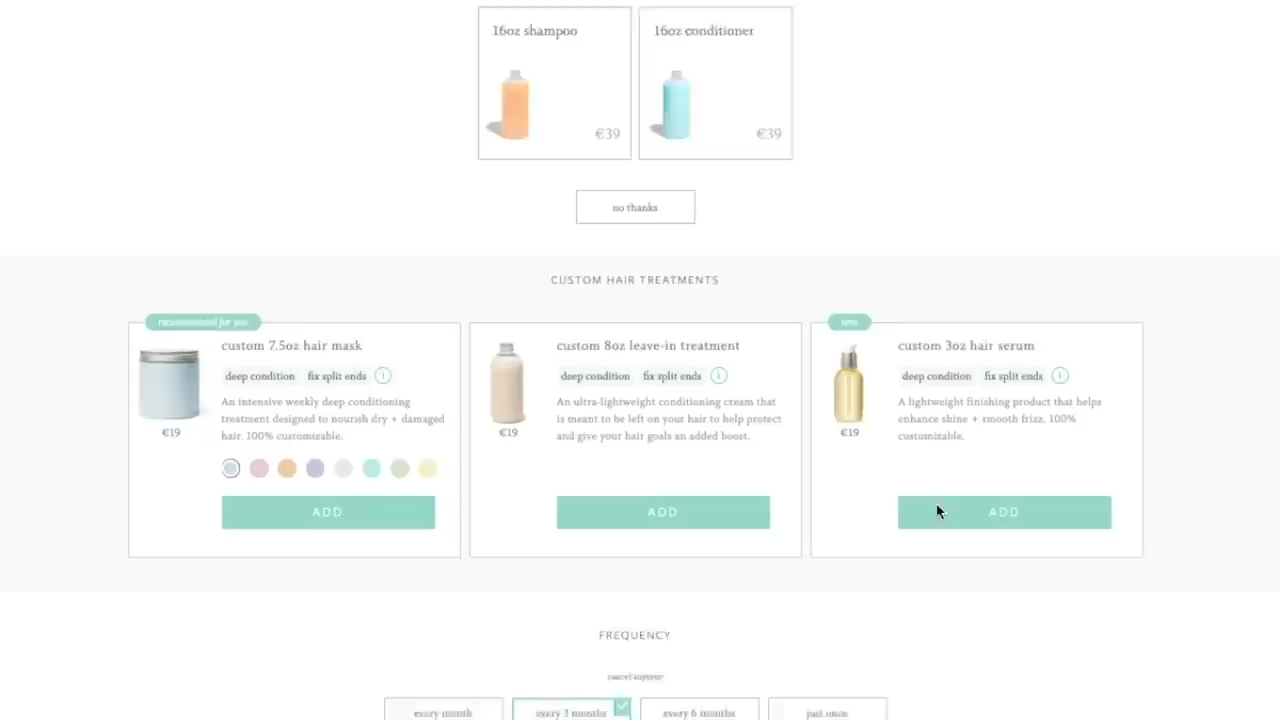 16oz shampoo
€39
16oz conditioner
€39
no thanks
CUSTOM HAIR TREATMENTS
recommended for you
custom 7.5oz hair mask
deep condition fix split ends i
An intensive weekly deep conditioning
treatment designed to nourish dry + damaged
hair. 100% customizable.
€19
ADD
custom 8oz leave-in treatment
deep condition fix split ends i
An ultra-lightweight conditioning cream that
is meant to be left on your hair to help protect
and give your hair goals an added boost.
€19
ADD
new
custom 3oz hair serum
deep condition fix split ends i
A lightweight finishing product that helps
enhance shine + smooth frizz. 100%
customizable.
€19
ADD
FREQUENCY
cancel anytime
every month
every 3 months
every 6 months
just once